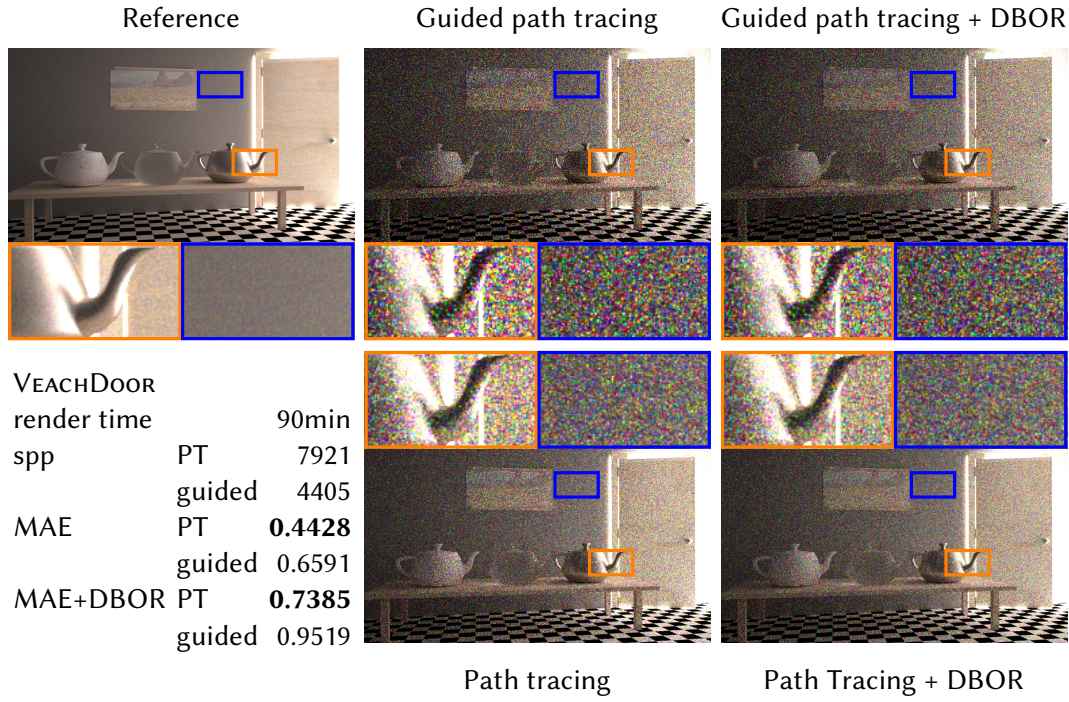 Reference
Guided path tracing
Guided path tracing + DBOR
VEACHDOOR
render time 90min
spp PT 7921
guided 4405
MAE PT 0.4428
guided 0.6591
MAE+DBOR PT 0.7385
guided 0.9519
Path tracing
Path Tracing + DBOR